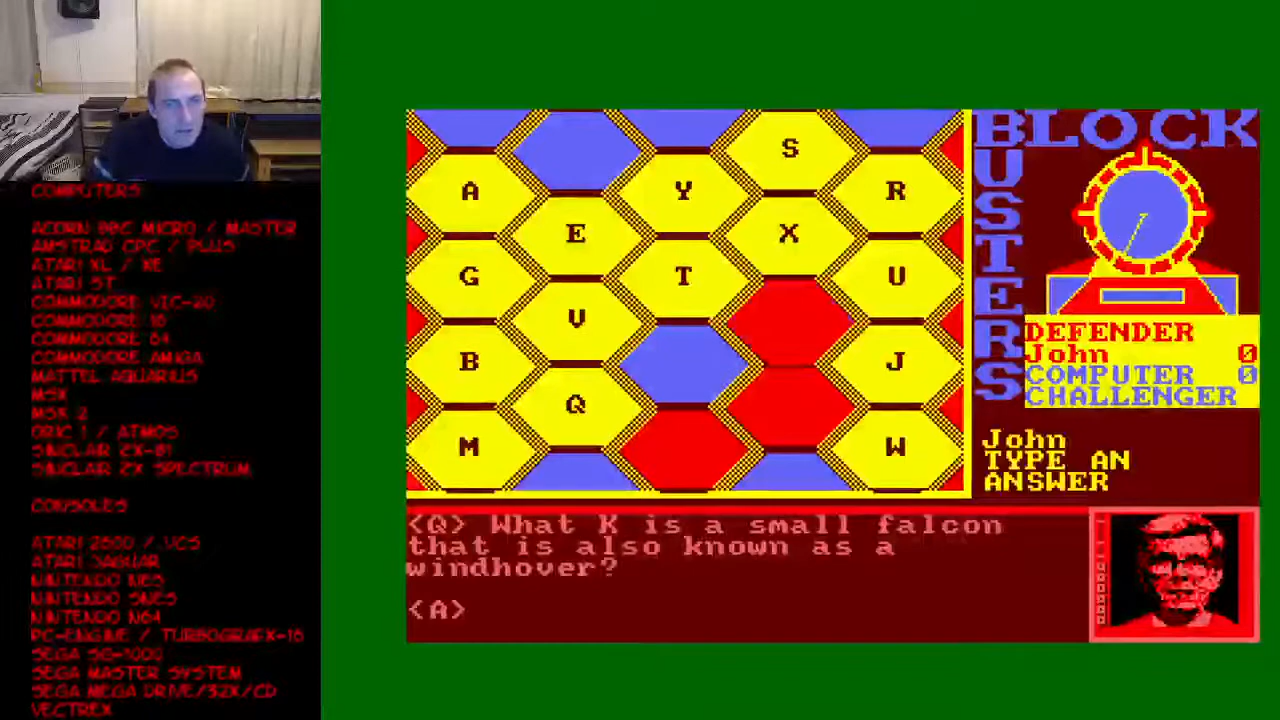 COMPUTERS
ACORN BBC MICRO / MASTER
AMSTRAD CPC / PLUS
ATARI XL / XE
ATARI ST
COMMODORE VIC-20
COMMODORE 16
COMMODORE 64
COMMODORE AMIGA
MATTEL AQUARIUS
MSX
MSX 2
ORIC 1 / ATMOS
SINCLAIR ZX-81
SINCLAIR ZX SPECTRUM
CONSOLES
ATARI 2600 / VCS
ATARI JAGUAR
NINTENDO NES
NINTENDO SNES
NINTENDO N64
PC-ENGINE / TURBOGRAFX-16
SEGA SG-1000
SEGA MASTER SYSTEM
SEGA MEGA DRIVE/32X/CD
VECTREX
S
A Y R
E X
G T U
V
B J
Q
M W
BLOCK
BUSTERS
DEFENDER
John 0
COMPUTER 0
CHALLENGER
John
TYPE AN
ANSWER
<Q> What K is a small falcon
that is also known as a
windhover?
<A>